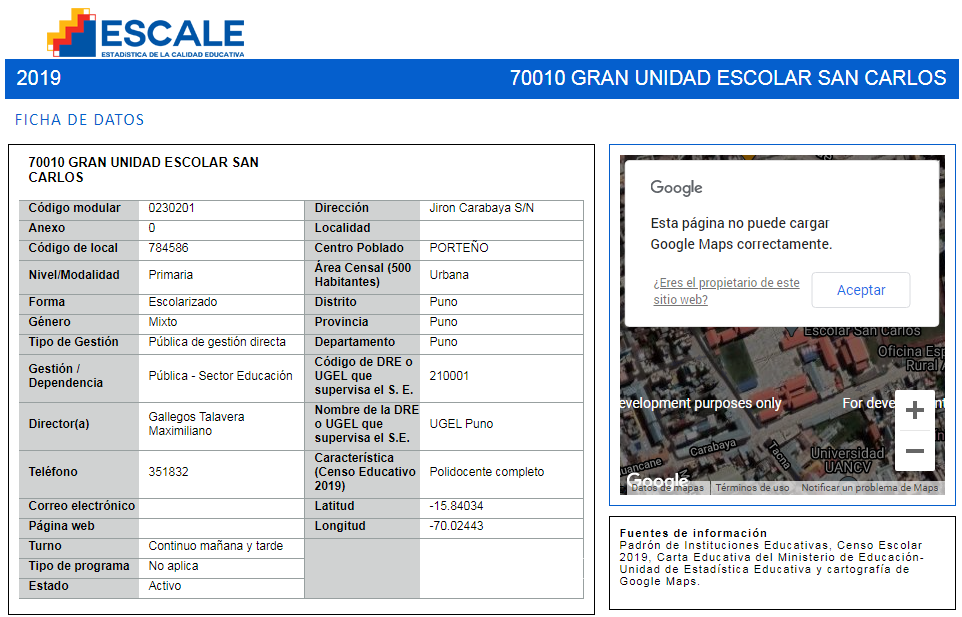 ESCALE
ESTADÍSTICA DE LA CALIDAD EDUCATIVA
2019
70010 GRAN UNIDAD ESCOLAR SAN CARLOS
FICHA DE DATOS
70010 GRAN UNIDAD ESCOLAR SAN
CARLOS
Código modular 0230201 Dirección Jiron Carabaya S/N
Anexo 0 Localidad
Código de local 784586 Centro Poblado PORTEÑO
Nivel/Modalidad Primaria Área Censal (500
Habitantes) Urbana
Forma Escolarizado Distrito Puno
Género Mixto Provincia Puno
Tipo de Gestión Pública de gestión directa Departamento Puno
Gestión /
Dependencia Pública - Sector Educación Código de DRE o
UGEL que
supervisa el S. E. 210001
Director(a) Gallegos Talavera
Maximiliano Nombre de la DRE
o UGEL que
supervisa el S.E. UGEL Puno
Teléfono 351832 Característica
(Censo Educativo
2019) Polidocente completo
Correo electrónico Latitud -15.84034
Página web Longitud -70.02443
Turno Continuo mañana y tarde
Tipo de programa No aplica
Estado Activo
Google
Esta página no puede cargar
Google Maps correctamente.
¿Eres el propietario de este
sitio web?
Aceptar
Escolar San Carlos
Oficina Esp
Rural
evelopment purposes only
For deve
+
−
Carabaya
Tacna
Universidad
UANCV
uancane
Google
Datos de mapas
Términos de uso
Notificar un problema de Maps
Fuentes de información
Padrón de Instituciones Educativas, Censo Escolar
2019, Carta Educativa del Ministerio de Educación-
Unidad de Estadística Educativa y cartografía de
Google Maps.